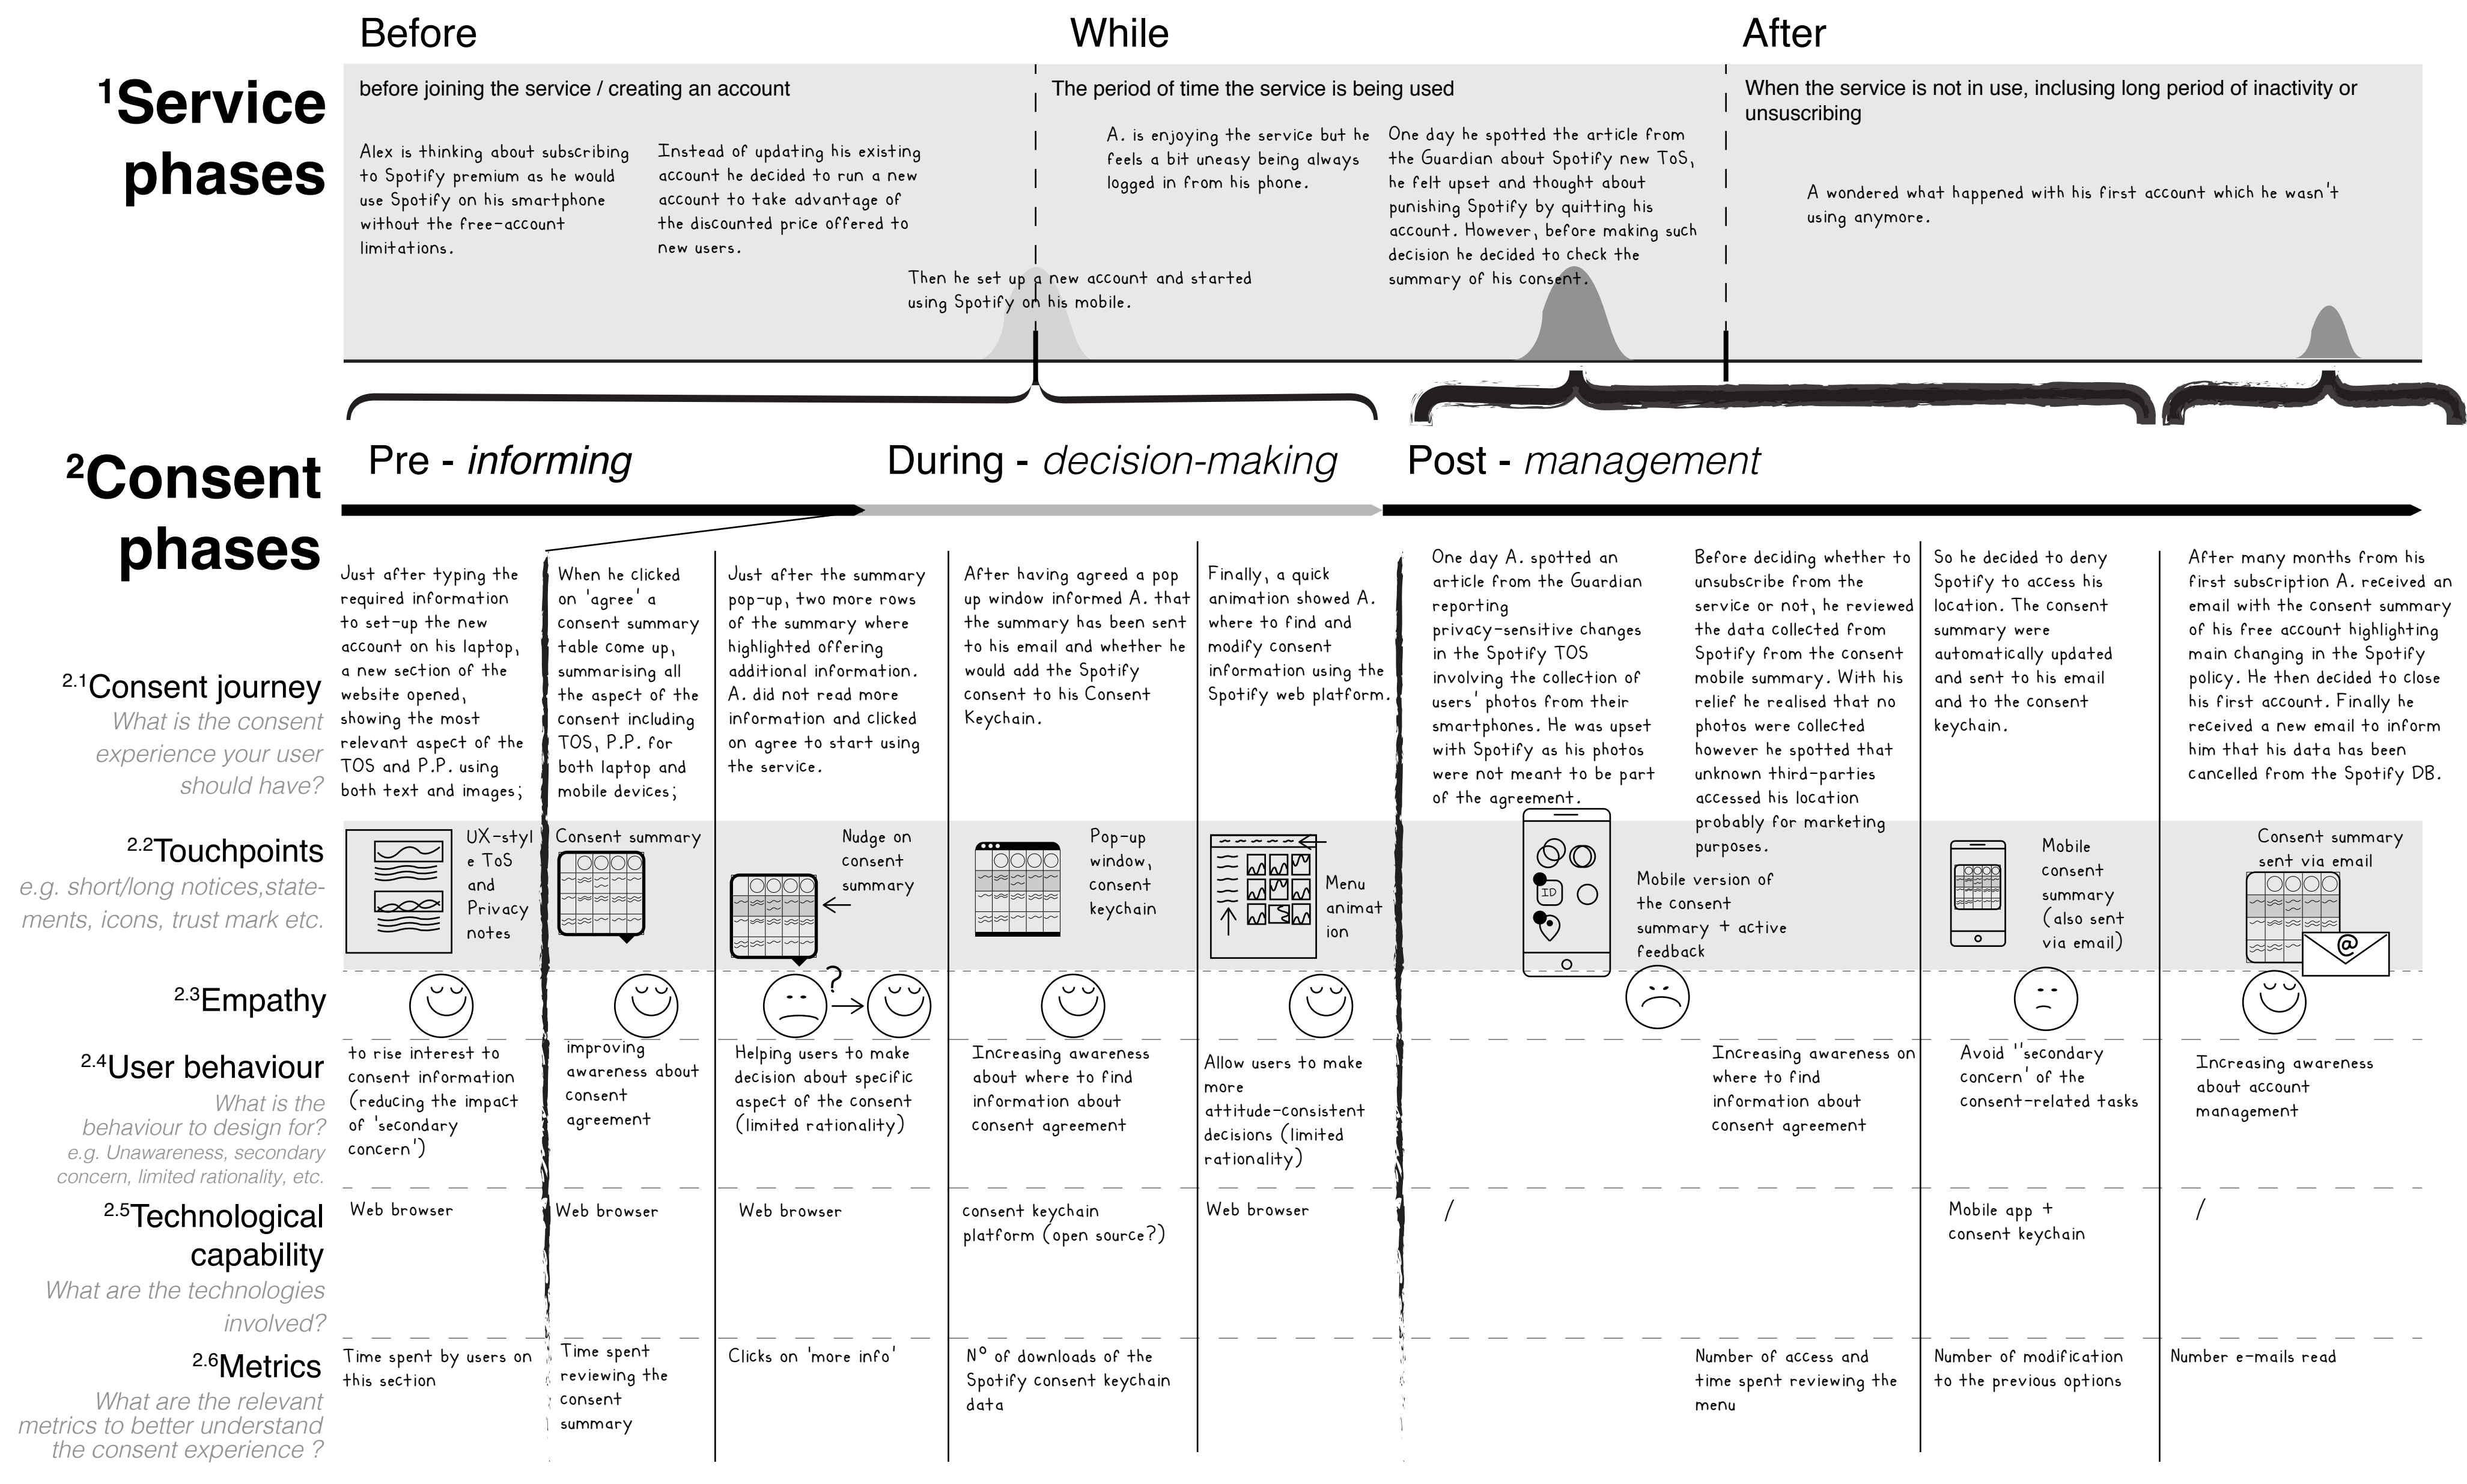 Before
While
After
1Service
phases
before joining the service / creating an account
Alex is thinking about subscribing
to Spotify premium as he would
use Spotify on his smartphone
without the free-account
limitations.
Instead of updating his existing
account he decided to run a new
account to take advantage of
the discounted price offered to
new users.
Then he set up a new account and started
using Spotify on his mobile.
The period of time the service is being used
A. is enjoying the service but he
feels a bit uneasy being always
logged in from his phone.
One day he spotted the article from
the Guardian about Spotify new ToS,
he felt upset and thought about
punishing Spotify by quitting his
account. However, before making such
decision he decided to check the
summary of his consent.
When the service is not in use, inclusing long period of inactivity or
unsuscribing
A wondered what happened with his first account which he wasn't
using anymore.
2Consent
phases
Pre - informing
During - decision-making
Post - management
2.1Consent journey
What is the consent
experience your user
should have?
Just after typing the
required information
to set-up the new
account on his laptop,
a new section of the
website opened,
showing the most
relevant aspect of the
TOS and P.P. using
both text and images;
When he clicked
on 'agree' a
consent summary
table come up,
summarising all
the aspect of the
consent including
TOS, P.P. for
both laptop and
mobile devices;
Just after the summary
pop-up, two more rows
of the summary where
highlighted offering
additional information.
A. did not read more
information and clicked
on agree to start using
the service.
After having agreed a pop
up window informed A. that
the summary has been sent
to his email and whether he
would add the Spotify
consent to his Consent
Keychain.
Finally, a quick
animation showed A.
where to find and
modify consent
information using the
Spotify web platform.
One day A. spotted an
article from the Guardian
reporting
privacy-sensitive changes
in the Spotify TOS
involving the collection of
users' photos from their
smartphones. He was upset
with Spotify as his photos
were not meant to be part
of the agreement.
Before deciding whether to
unsubscribe from the
service or not, he reviewed
the data collected from
Spotify from the consent
mobile summary. With his
relief he realised that no
photos were collected
however he spotted that
unknown third-parties
accessed his location
probably for marketing
purposes.
So he decided to deny
Spotify to access his
location. The consent
summary were
automatically updated
and sent to his email
and to the consent
keychain.
After many months from his
first subscription A. received an
email with the consent summary
of his free account highlighting
main changing in the Spotify
policy. He then decided to close
his first account. Finally he
received a new email to inform
him that his data has been
cancelled from the Spotify DB.
2.2Touchpoints
e.g. short/long notices,state-
ments, icons, trust mark etc.
UX-styl
e ToS
and
Privacy
notes
Consent summary
Nudge on
consent
summary
Pop-up
window,
consent
keychain
Menu
animat
ion
ID
Mobile version of
the consent
summary + active
feedback
Mobile
consent
summary
(also sent
via email)
Consent summary
sent via email
@
2.3Empathy
?
2.4User behaviour
What is the
behaviour to design for?
e.g. Unawareness, secondary
concern, limited rationality, etc.
to rise interest to
consent information
(reducing the impact
of 'secondary
concern')
improving
awareness about
consent
agreement
Helping users to make
decision about specific
aspect of the consent
(limited rationality)
Increasing awareness
about where to find
information about
consent agreement
Allow users to make
more
attitude-consistent
decisions (limited
rationality)
Increasing awareness on
where to find
information about
consent agreement
Avoid ''secondary
concern' of the
consent-related tasks
Increasing awareness
about account
management
2.5Technological
capability
What are the technologies
involved?
Web browser
Web browser
Web browser
consent keychain
platform (open source?)
Web browser
/
Mobile app +
consent keychain
/
2.6Metrics
What are the relevant
metrics to better understand
the consent experience ?
Time spent by users on
this section
Time spent
reviewing the
consent
summary
Clicks on 'more info'
N° of downloads of the
Spotify consent keychain
data
Number of access and
time spent reviewing the
menu
Number of modification
to the previous options
Number e-mails read